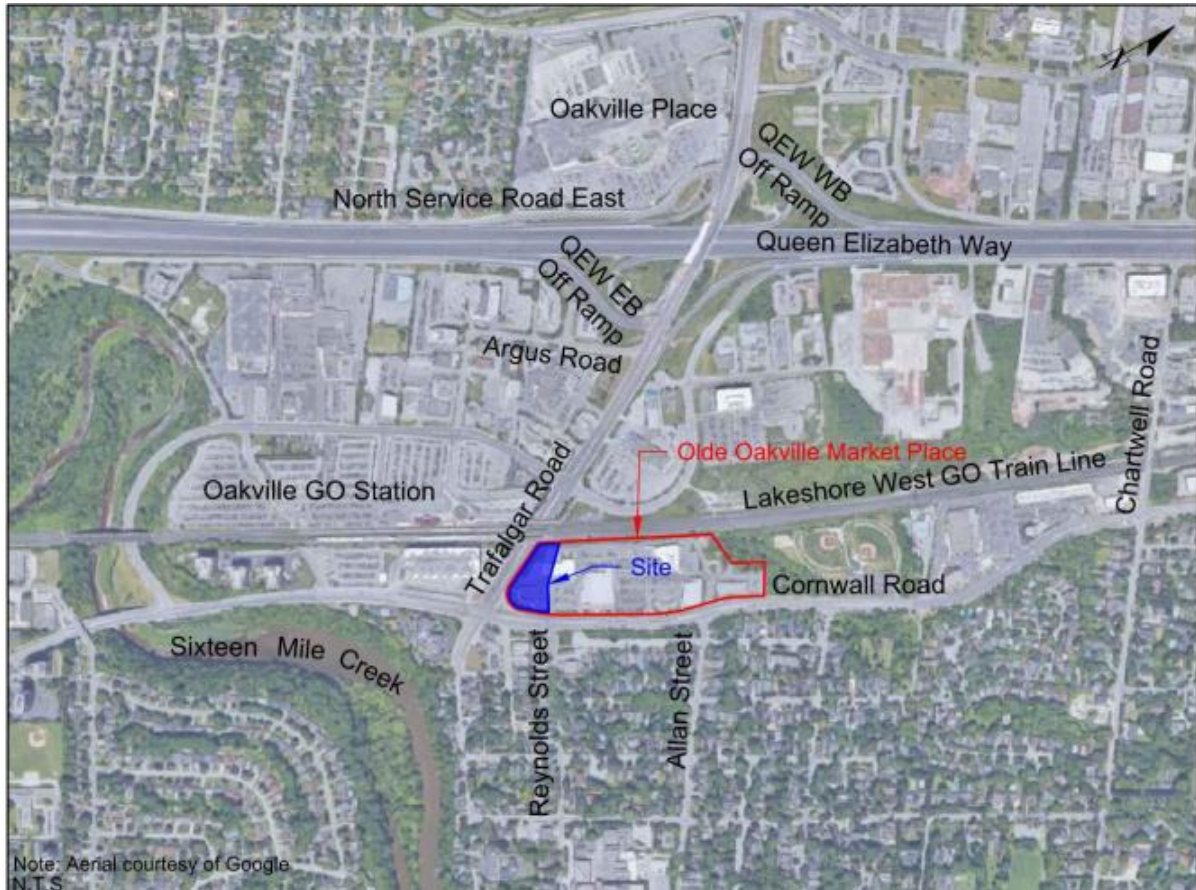 Oakville Place
QEW WB
Off Ramp
North Service Road East
Queen Elizabeth Way
QEW EB
Off Ramp
Argus Road
Chartwell Road
Olde Oakville Market Place
Oakville GO Station
Lakeshore West GO Train Line
Trafalgar Road
Site
Cornwall Road
Sixteen Mile Creek
Reynolds Street
Allan Street
Note: Aerial courtesy of Google
N.T.S